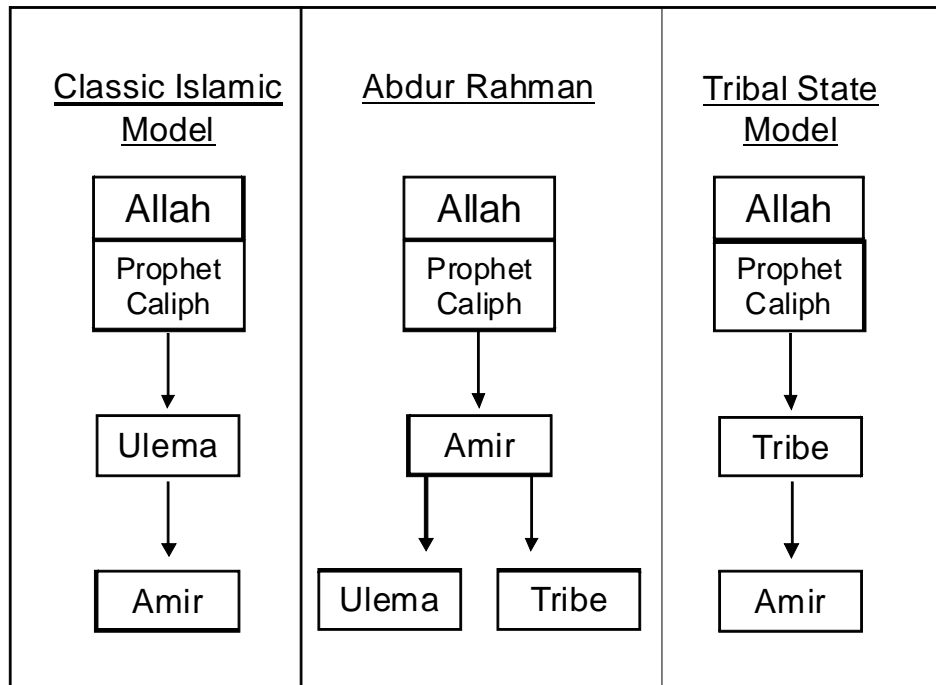 Classic Islamic
Model
Allah
Prophet
Caliph
Ulema
Amir
Abdur Rahman
Allah
Prophet
Caliph
Amir
Ulema
Tribe
Tribal State
Model
Allah
Prophet
Caliph
Tribe
Amir